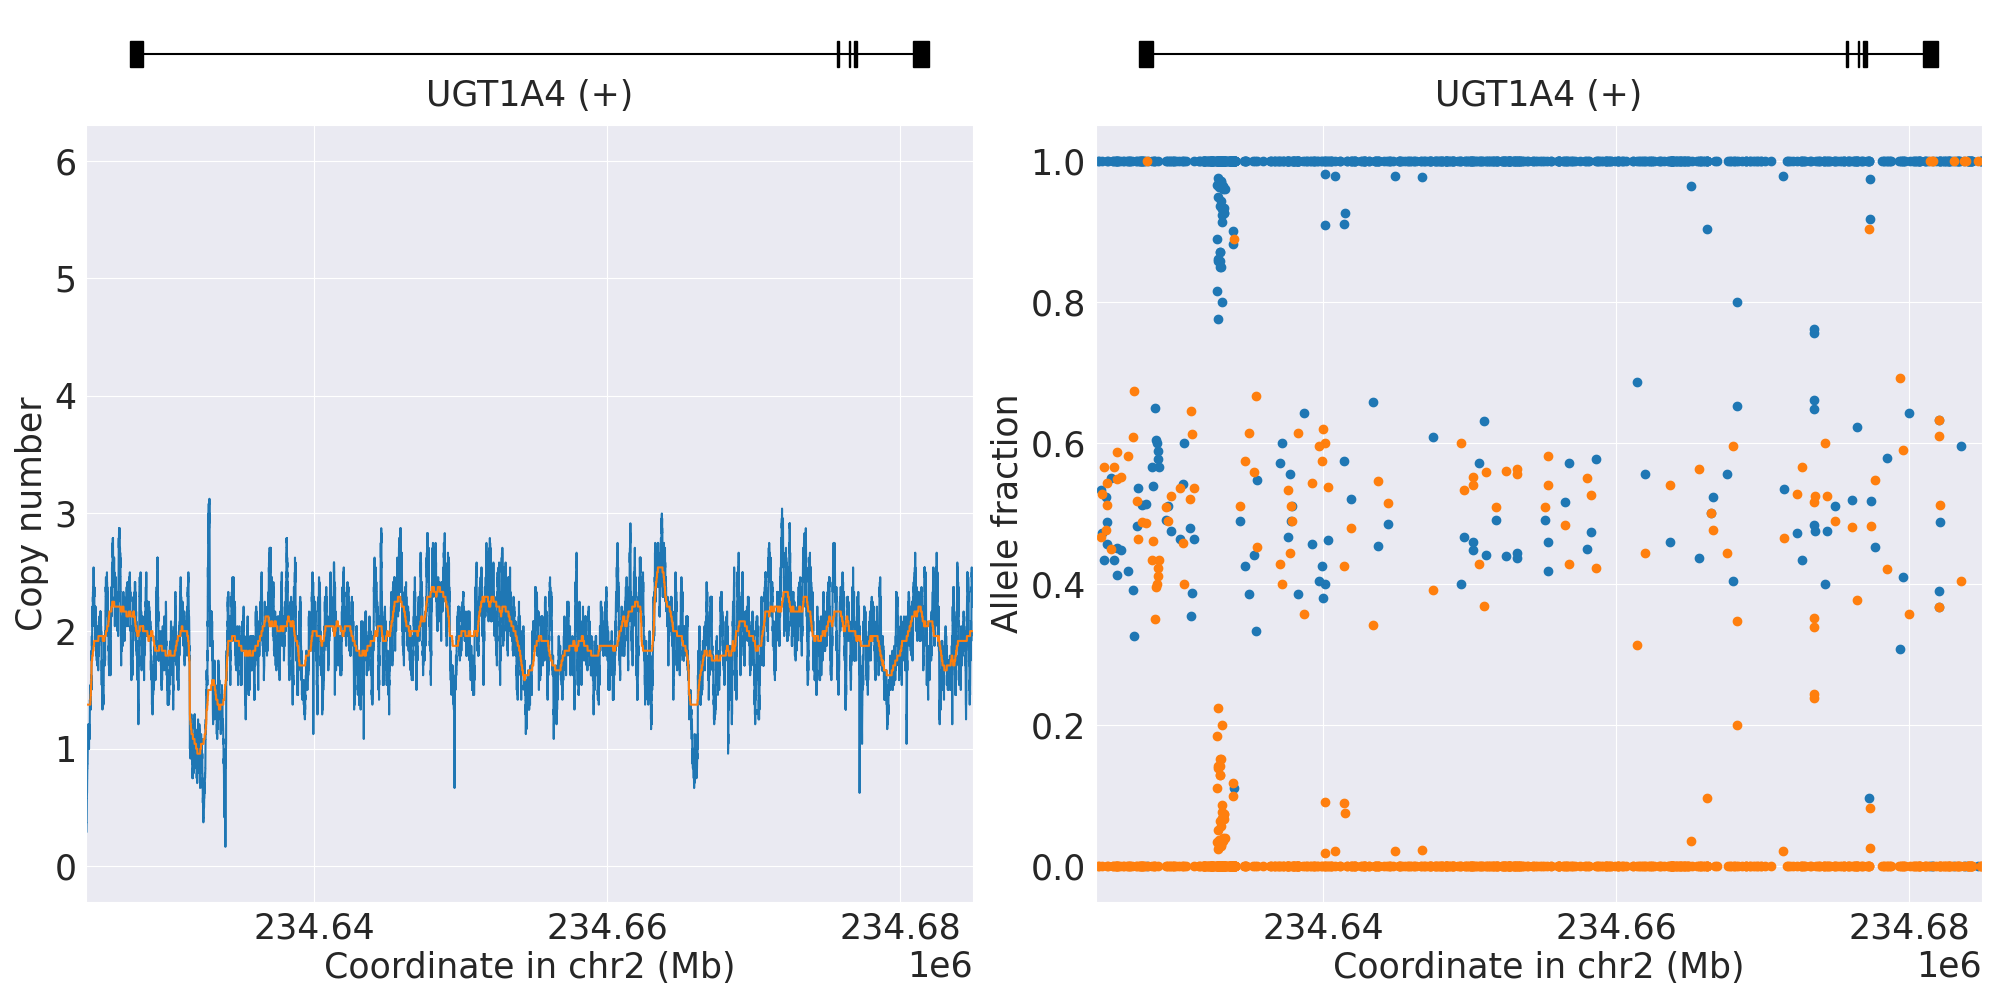 UGT1A4 (+)
Copy number
6
5
4
3
2
1
0
234.64 234.66 234.68
Coordinate in chr2 (Mb)
1e6
UGT1A4 (+)
Allele fraction
1.0
0.8
0.6
0.4
0.2
0.0
234.64 234.66 234.68
Coordinate in chr2 (Mb)
1e6